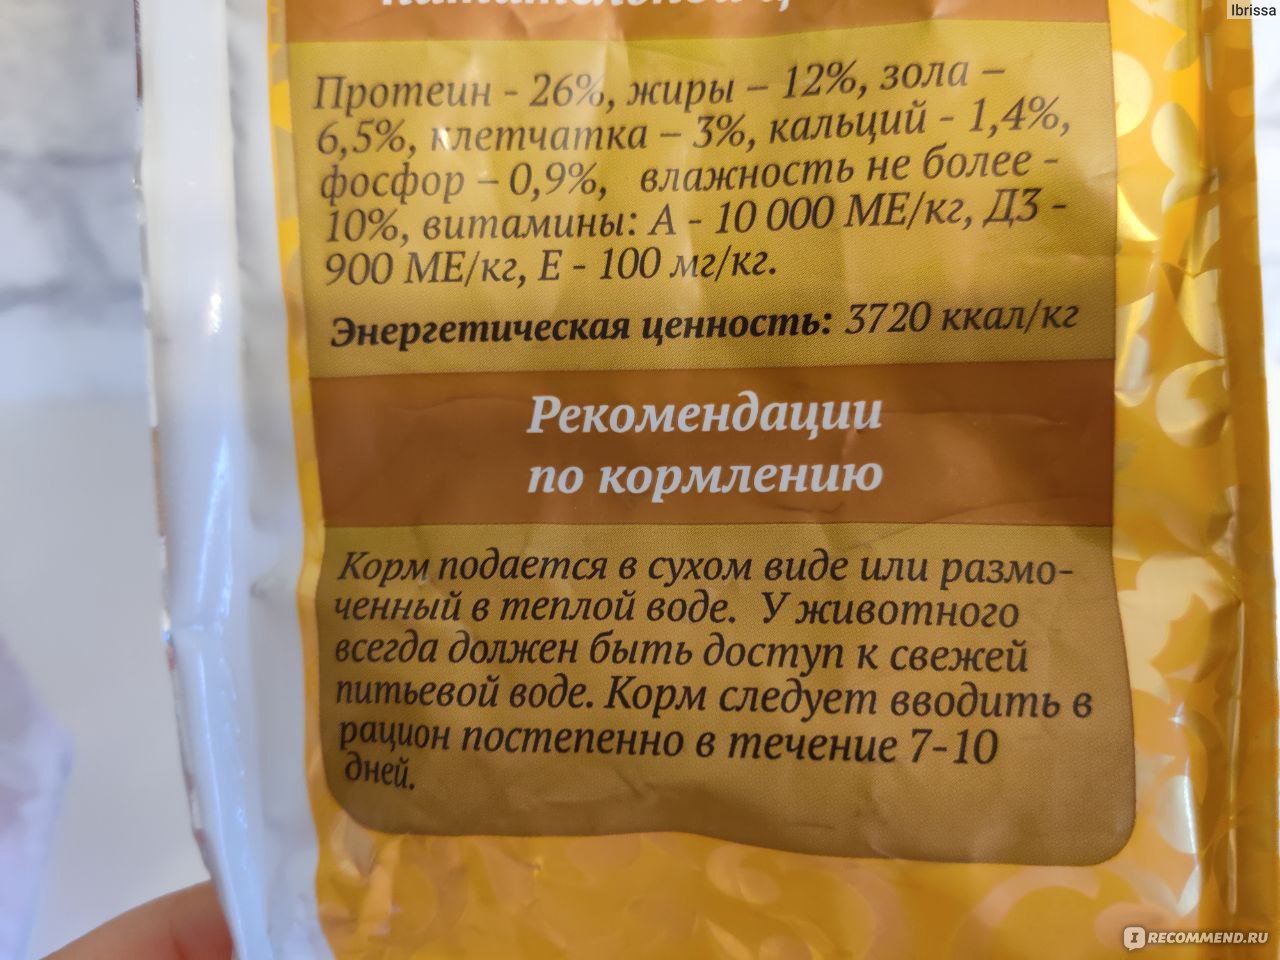 Ibrissa
Протеин - 26%, жиры – 12%, зола –
6,5%, клетчатка – 3%, кальций - 1,4%,
фосфор – 0,9%, влажность не более -
10%, витамины: А - 10 000 МЕ/кг, Д3 -
900 МЕ/кг, Е - 100 мг/кг.
Энергетическая ценность: 3720 ккал/кг
Рекомендации
по кормлению
Корм подается в сухом виде или размо-
ченный в теплой воде. У животного
всегда должен быть доступ к свежей
питьевой воде. Корм следует вводить в
рацион постепенно в течение 7-10
дней.
IRECOMMEND.RU